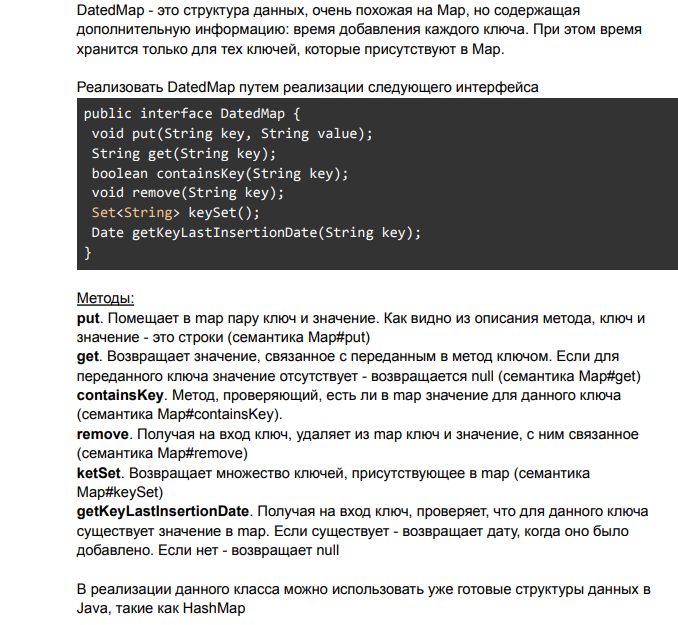 DatedMap - это структура данных, очень похожая на Map, но содержащая
дополнительную информацию: время добавления каждого ключа. При этом время
хранится только для тех ключей, которые присутствуют в Map.
Реализовать DatedMap путем реализации следующего интерфейса
public interface DatedMap {
void put(String key, String value);
String get(String key);
boolean containsKey(String key);
void remove(String key);
Set<String> keySet();
Date getKeyLastInsertionDate(String key);
}
Методы:
put. Помещает в map пару ключ и значение. Как видно из описания метода, ключ и
значение - это строки (семантика Map#put)
get. Возвращает значение, связанное с переданным в метод ключом. Если для
переданного ключа значение отсутствует - возвращается null (семантика Map#get)
containsKey. Метод, проверяющий, есть ли в map значение для данного ключа
(семантика Map#containsKey).
remove. Получая на вход ключ, удаляет из map ключ и значение, с ним связанное
(семантика Map#remove)
ketSet. Возвращает множество ключей, присутствующее в map (семантика
Map#keySet)
getKeyLastInsertionDate. Получая на вход ключ, проверяет, что для данного ключа
существует значение в map. Если существует - возвращает дату, когда оно было
добавлено. Если нет - возвращает null
В реализации данного класса можно использовать уже готовые структуры данных в
Java, такие как HashMap